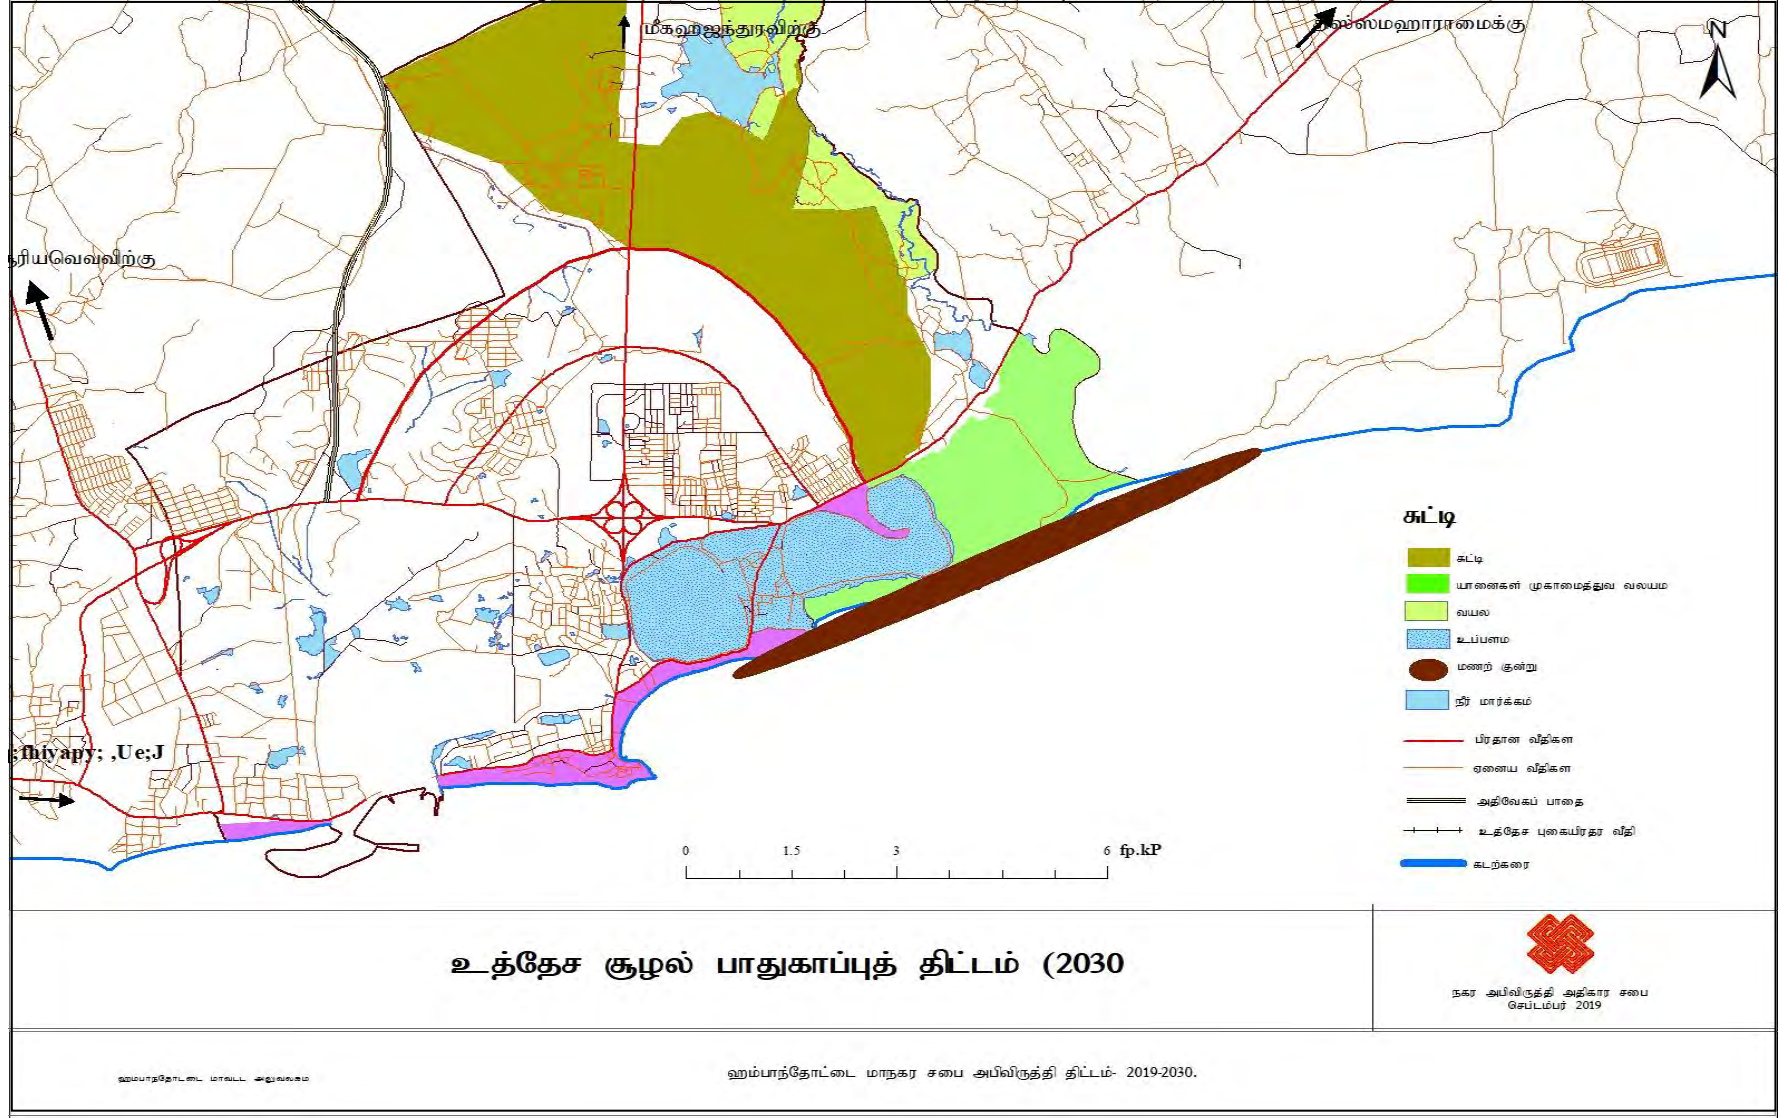 மீகஹஜந்துரவிற்கு
திஸ்ஸமஹாராமைக்கு
N
சூரியவெவவிற்கு
;fhiyapy; ,Ue;J
0 1.5 3 6 fp.kP
சுட்டி
சுட்டி
யானைகள் முகாமைத்துவ வலயம
வயல
உப்பளம
மணற் குன்று
நீர் மார்க்கம்
பிரதான வீதிகள
ஏனைய வீதிகள
அதிவேகப் பாதை
உத்தேச புகையிரதர வீதி
கடற்கரை
உத்தேச சூழல் பாதுகாப்புத் திட்டம் (2030
நகர அபிவிருத்தி அதிகார சபை
செப்டம்பர் 2019
ஹம்பாந்தோட்டை மாவட்ட அலுவலகம்
ஹம்பாந்தோட்டை மாநகர சபை அபிவிருத்தி திட்டம்- 2019-2030.